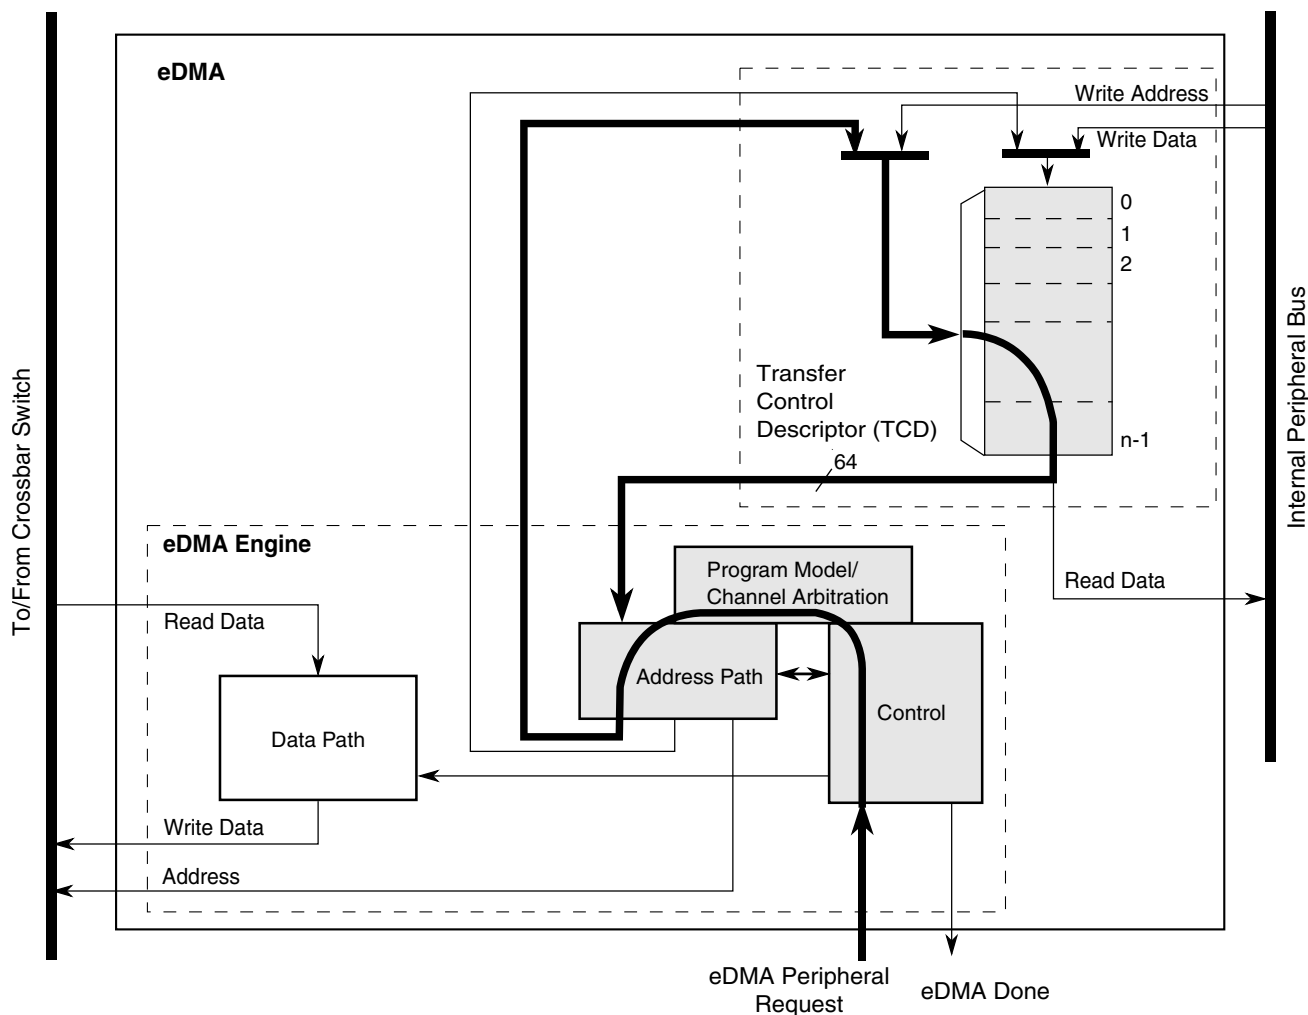 eDMA
Write Address
Write Data
0
1
2
n-1
Transfer
Control
Descriptor (TCD)
64
To/From Crossbar Switch
Internal Peripheral Bus
eDMA Engine
Program Model/
Channel Arbitration
Read Data
Read Data
Address Path
Control
Data Path
Write Data
Address
eDMA Peripheral
Request
eDMA Done